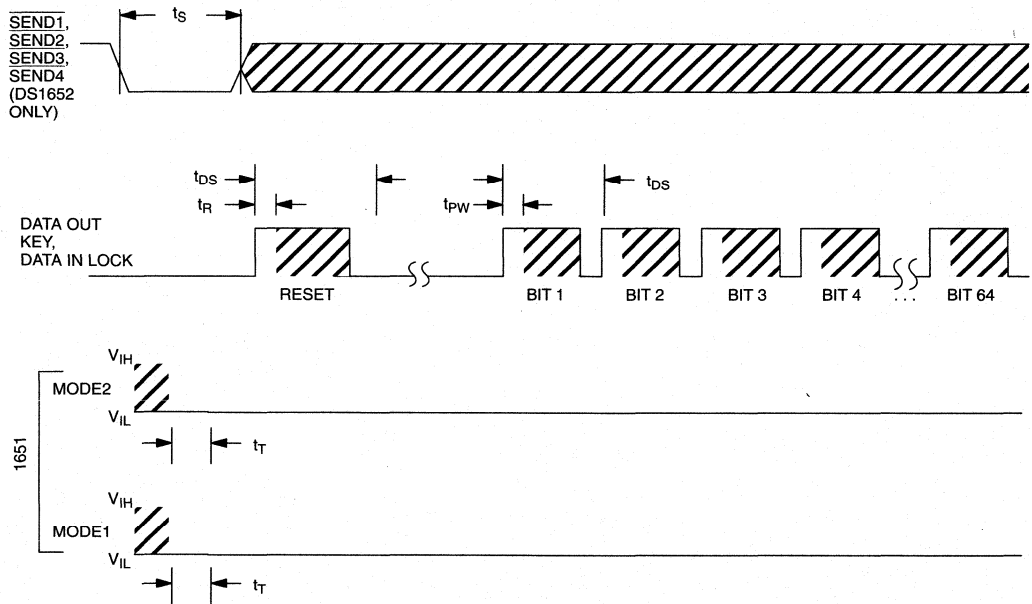 SEND1,
SEND2,
SEND3,
SEND4
(DS1652
ONLY)
tS
tDS
tR
tPW
tDS
DATA OUT
KEY,
DATA IN LOCK
RESET
BIT 1
BIT 2
BIT 3
BIT 4
. . .
BIT 64
1651
VIH
MODE2
VIL
tT
VIH
MODE1
VIL
tT